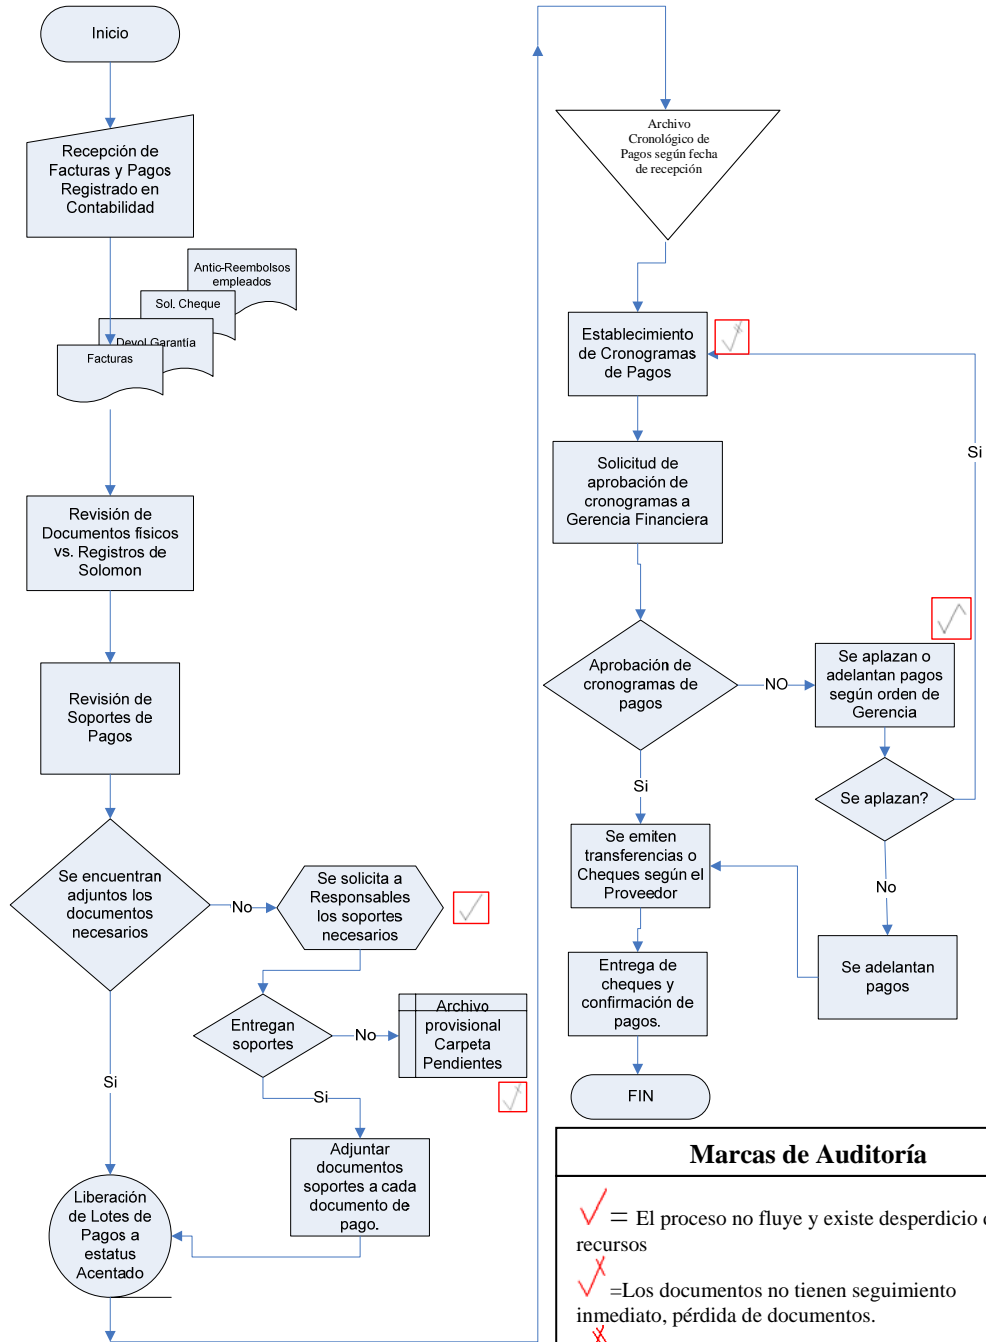 Inicio
Recepción de
Facturas y Pagos
Registrado en
Contabilidad
Antic-Reembolsos
empleados
Sol. Cheque
Devol Garantía
Facturas
Revisión de
Documentos físicos
vs. Registros de
Solomon
Revisión de
Soportes de
Pagos
Se encuentran
adjuntos los
documentos
necesarios
No
Se solicita a
Responsables
los soportes
necesarios
Entregan
soportes
No
Archivo
provisional
Carpeta
Pendientes
Si
Si
Adjuntar
documentos
soportes a cada
documento de
pago.
Liberación
de Lotes de
Pagos a
estatus
Acentado
Archivo
Cronológico de
Pagos según fecha
de recepción
Establecimiento
de Cronogramas
de Pagos
Solicitud de
aprobación de
cronogramas a
Gerencia Financiera
Si
Aprobación de
cronogramas de
pagos
NO
Se aplazan o
adelantan pagos
según orden de
Gerencia
Si
Se aplazan?
Se emiten
transferencias o
Cheques según el
Proveedor
No
Se adelantan
pagos
Entrega de
cheques y
confirmación de
pagos.
FIN
Marcas de Auditoría
= El proceso no fluye y existe desperdicio
recursos
=Los documentos no tienen seguimiento
inmediato, pérdida de documentos.